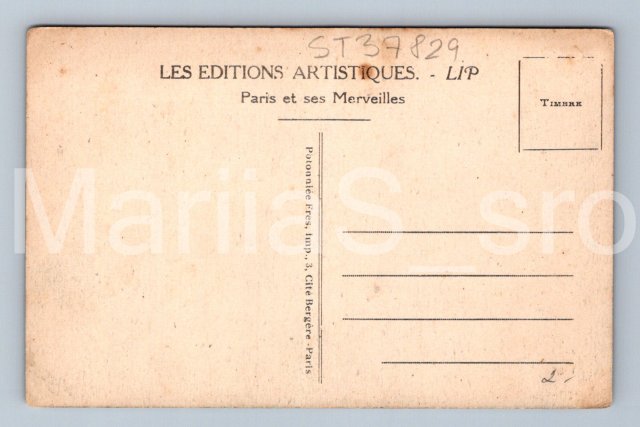 ST37829
LES EDITIONS ARTISTIQUES. - LIP
Paris et ses Merveilles
TIMBRE
Potonniée Fres, Imp., 3, Cité Bergère-Paris
MariiaS_sro
2.-